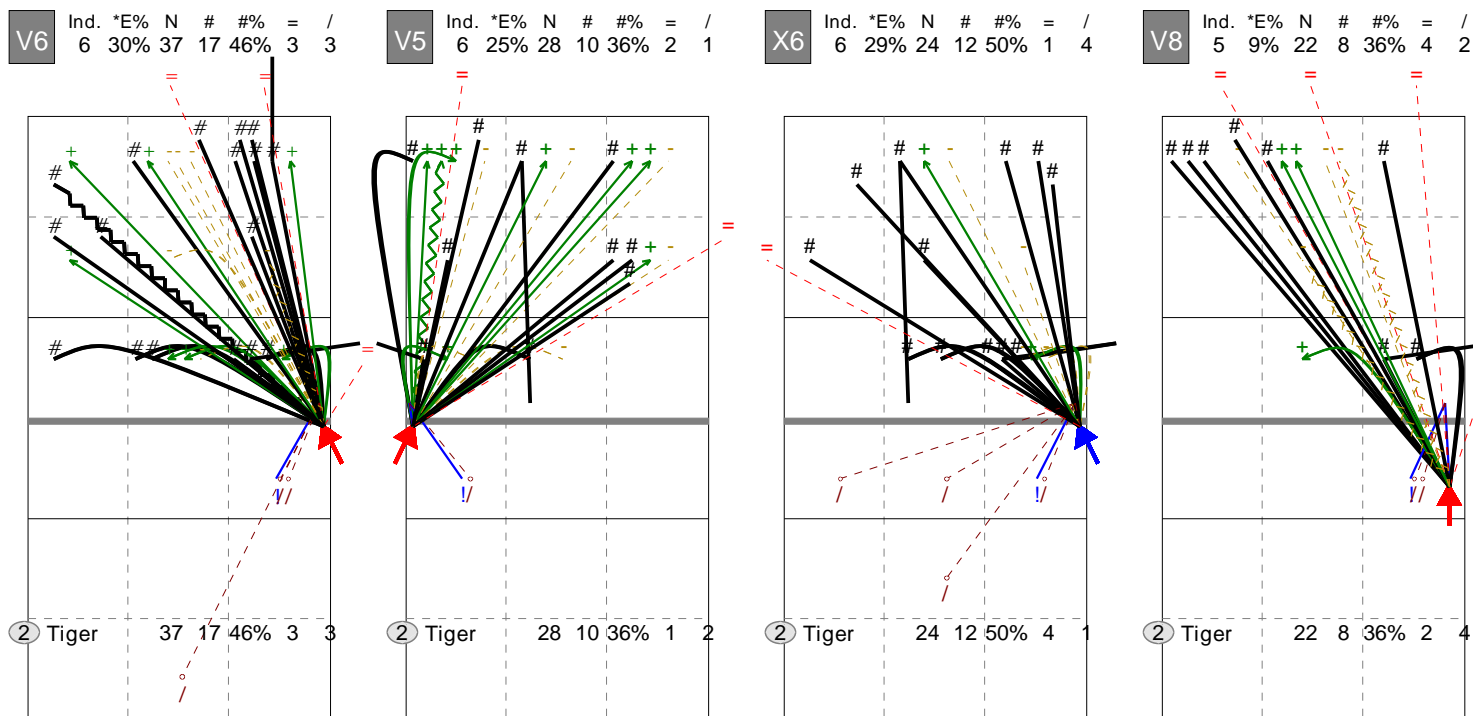 V6 Ind. *E% N # #% = /
6 30% 37 17 46% 3 3
V5 Ind. *E% N # #% = /
6 25% 28 10 36% 2 1
X6 Ind. *E% N # #% = /
6 29% 24 12 50% 1 4
V8 Ind. *E% N # #% = /
5 9% 22 8 36% 4 2
2 Tiger 37 17 46% 3 3
2 Tiger 28 10 36% 1 2
2 Tiger 24 12 50% 4 1
2 Tiger 22 8 36% 2 4